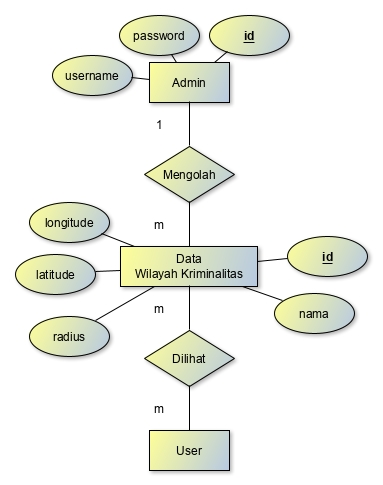 password
id
username
Admin
1
Mengolah
m
longitude
Data
Wilayah Kriminalitas
id
latitude
m
nama
radius
Dilihat
m
User